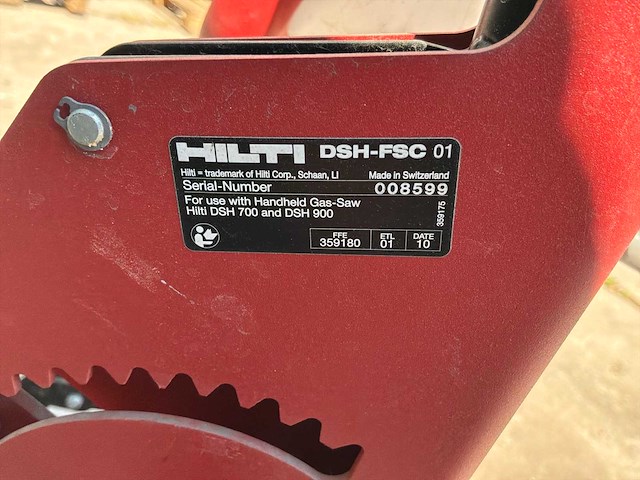 HILTI DSH-FSC 01
Hilti = trademark of Hilti Corp., Schaan, LI Made in Switzerland
Serial-Number 008599
For use with Handheld Gas-Saw
Hilti DSH 700 and DSH 900
359175
FFE ETL DATE
359180 01 10